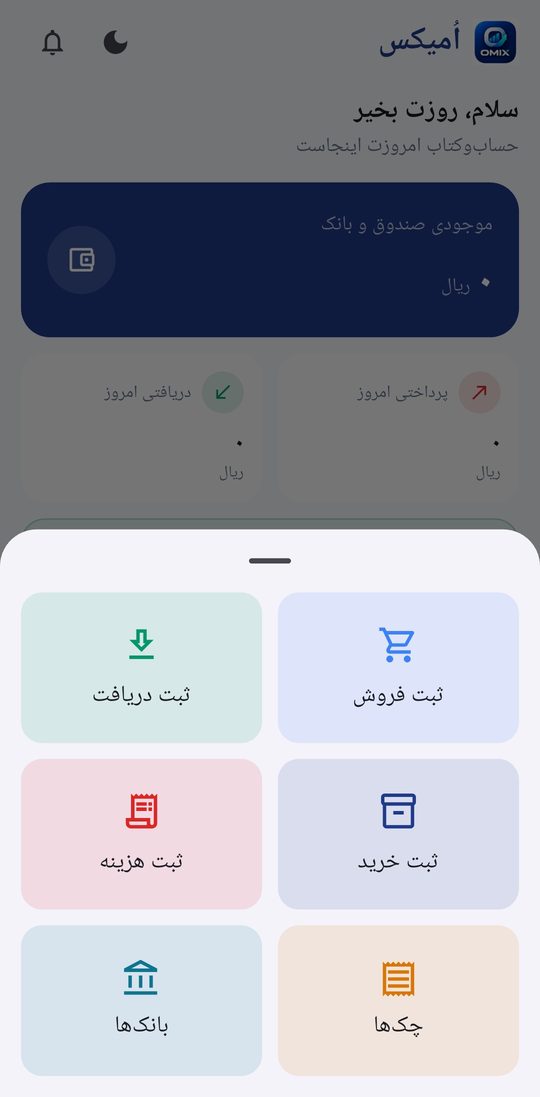 اُمیکس
OMIX
سلام، روزت بخیر
حساب‌وکتاب امروزت اینجاست
موجودی صندوق و بانک
۰ ریال
پرداختی امروز
۰
ریال
دریافتی امروز
۰
ریال
ثبت فروش
ثبت دریافت
ثبت خرید
ثبت هزینه
چک‌ها
بانک‌ها